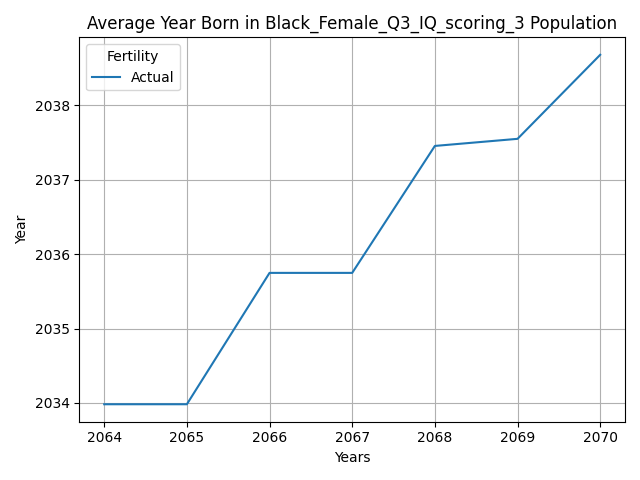 Average Year Born in Black_Female_Q3_IQ_scoring_3 Population
Fertility
Actual
Year
2038
2037
2036
2035
2034
2064 2065 2066 2067 2068 2069 2070
Years